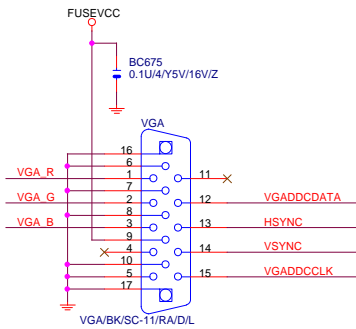 FUSEVCC
BC675
0.1U/4/Y5V/16V/Z
VGA
16
6
VGA_R 1 11
7
VGA_G 2 12 VGADDCDATA
8
VGA_B 3 13 HSYNC
9
4 14 VSYNC
10
5 15 VGADDCCLK
17
VGA/BK/SC-11/RA/D/L